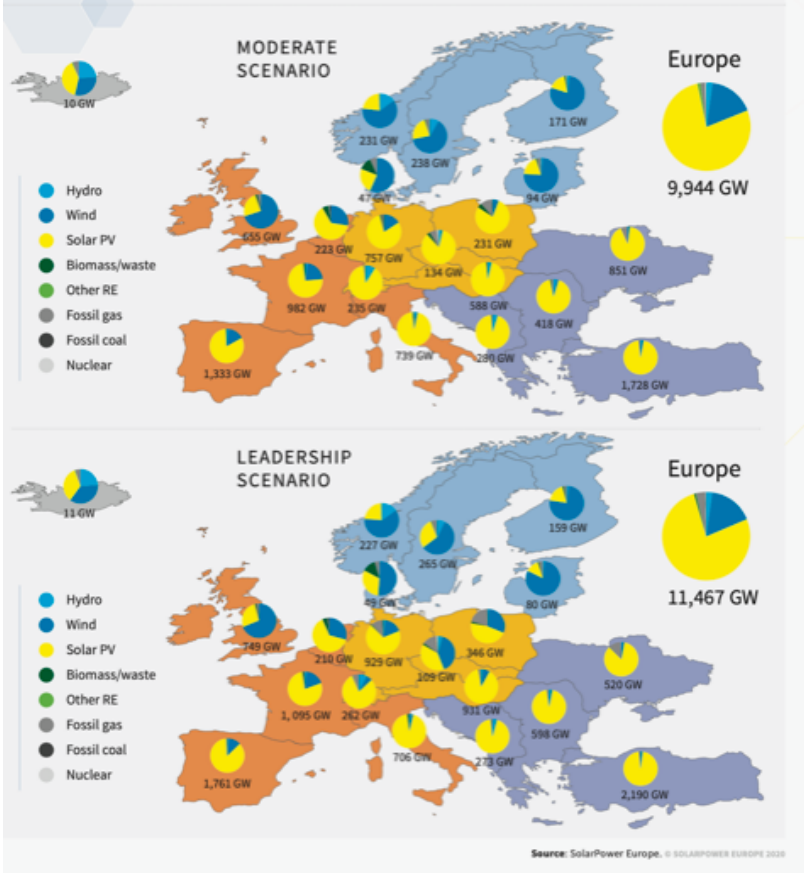 MODERATE
SCENARIO
Europe
9,944 GW
10 GW
231 GW
238 GW
171 GW
47 GW
94 GW
Hydro
Wind
Solar PV
Biomass/waste
Other RE
Fossil gas
Fossil coal
Nuclear
655 GW
223 GW
757 GW
134 GW
231 GW
851 GW
982 GW
235 GW
588 GW
418 GW
739 GW
280 GW
1,333 GW
1,728 GW
LEADERSHIP
SCENARIO
Europe
11,467 GW
11 GW
227 GW
265 GW
159 GW
49 GW
80 GW
Hydro
Wind
Solar PV
Biomass/waste
Other RE
Fossil gas
Fossil coal
Nuclear
749 GW
210 GW
929 GW
109 GW
346 GW
520 GW
1, 095 GW
262 GW
931 GW
598 GW
706 GW
273 GW
1,761 GW
2,190 GW
Source: SolarPower Europe. © SOLARPOWER EUROPE 2020